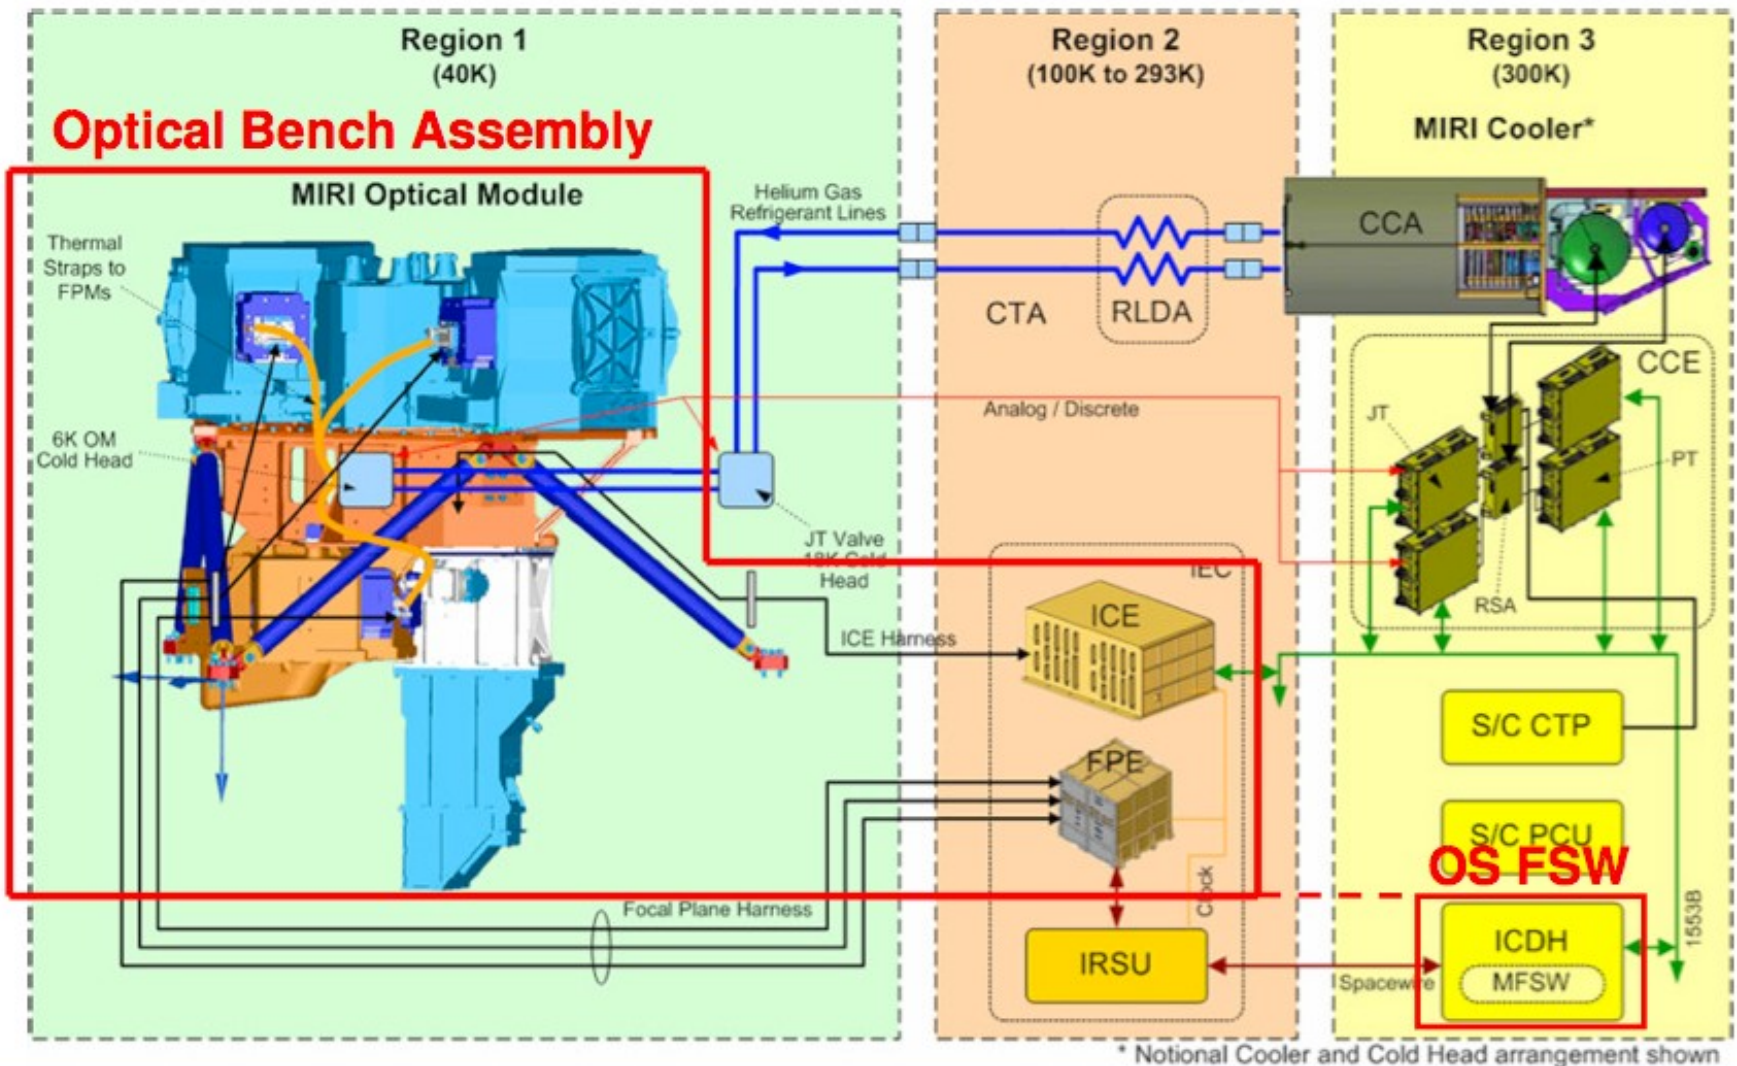 Region 1
(40K)
Region 2
(100K to 293K)
Region 3
(300K)
Optical Bench Assembly
MIRI Cooler*
MIRI Optical Module
Helium Gas
Refrigerant Lines
Thermal
Straps to
FPMs
CCA
CTA
RLDA
CCE
Analog / Discrete
JT
6K OM
Cold Head
PT
JT Valve
18K Cold
Head
IEC
RSA
ICE
ICE Harness
S/C CTP
FPE
S/C PCU
OS FSW
Clock
Focal Plane Harness
1553B
ICDH
IRSU
Spacewire
MFSW
* Notional Cooler and Cold Head arrangement shown